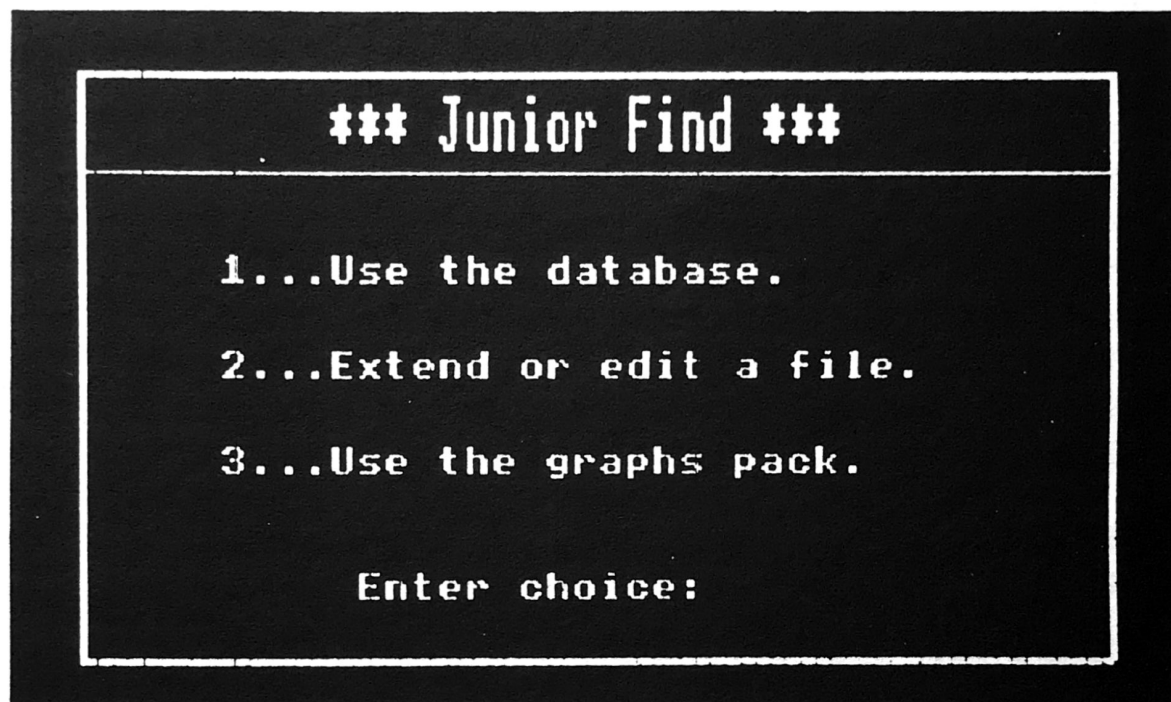 *** Junior Find ***
1...Use the database.
2...Extend or edit a file.
3...Use the graphs pack.
Enter choice: